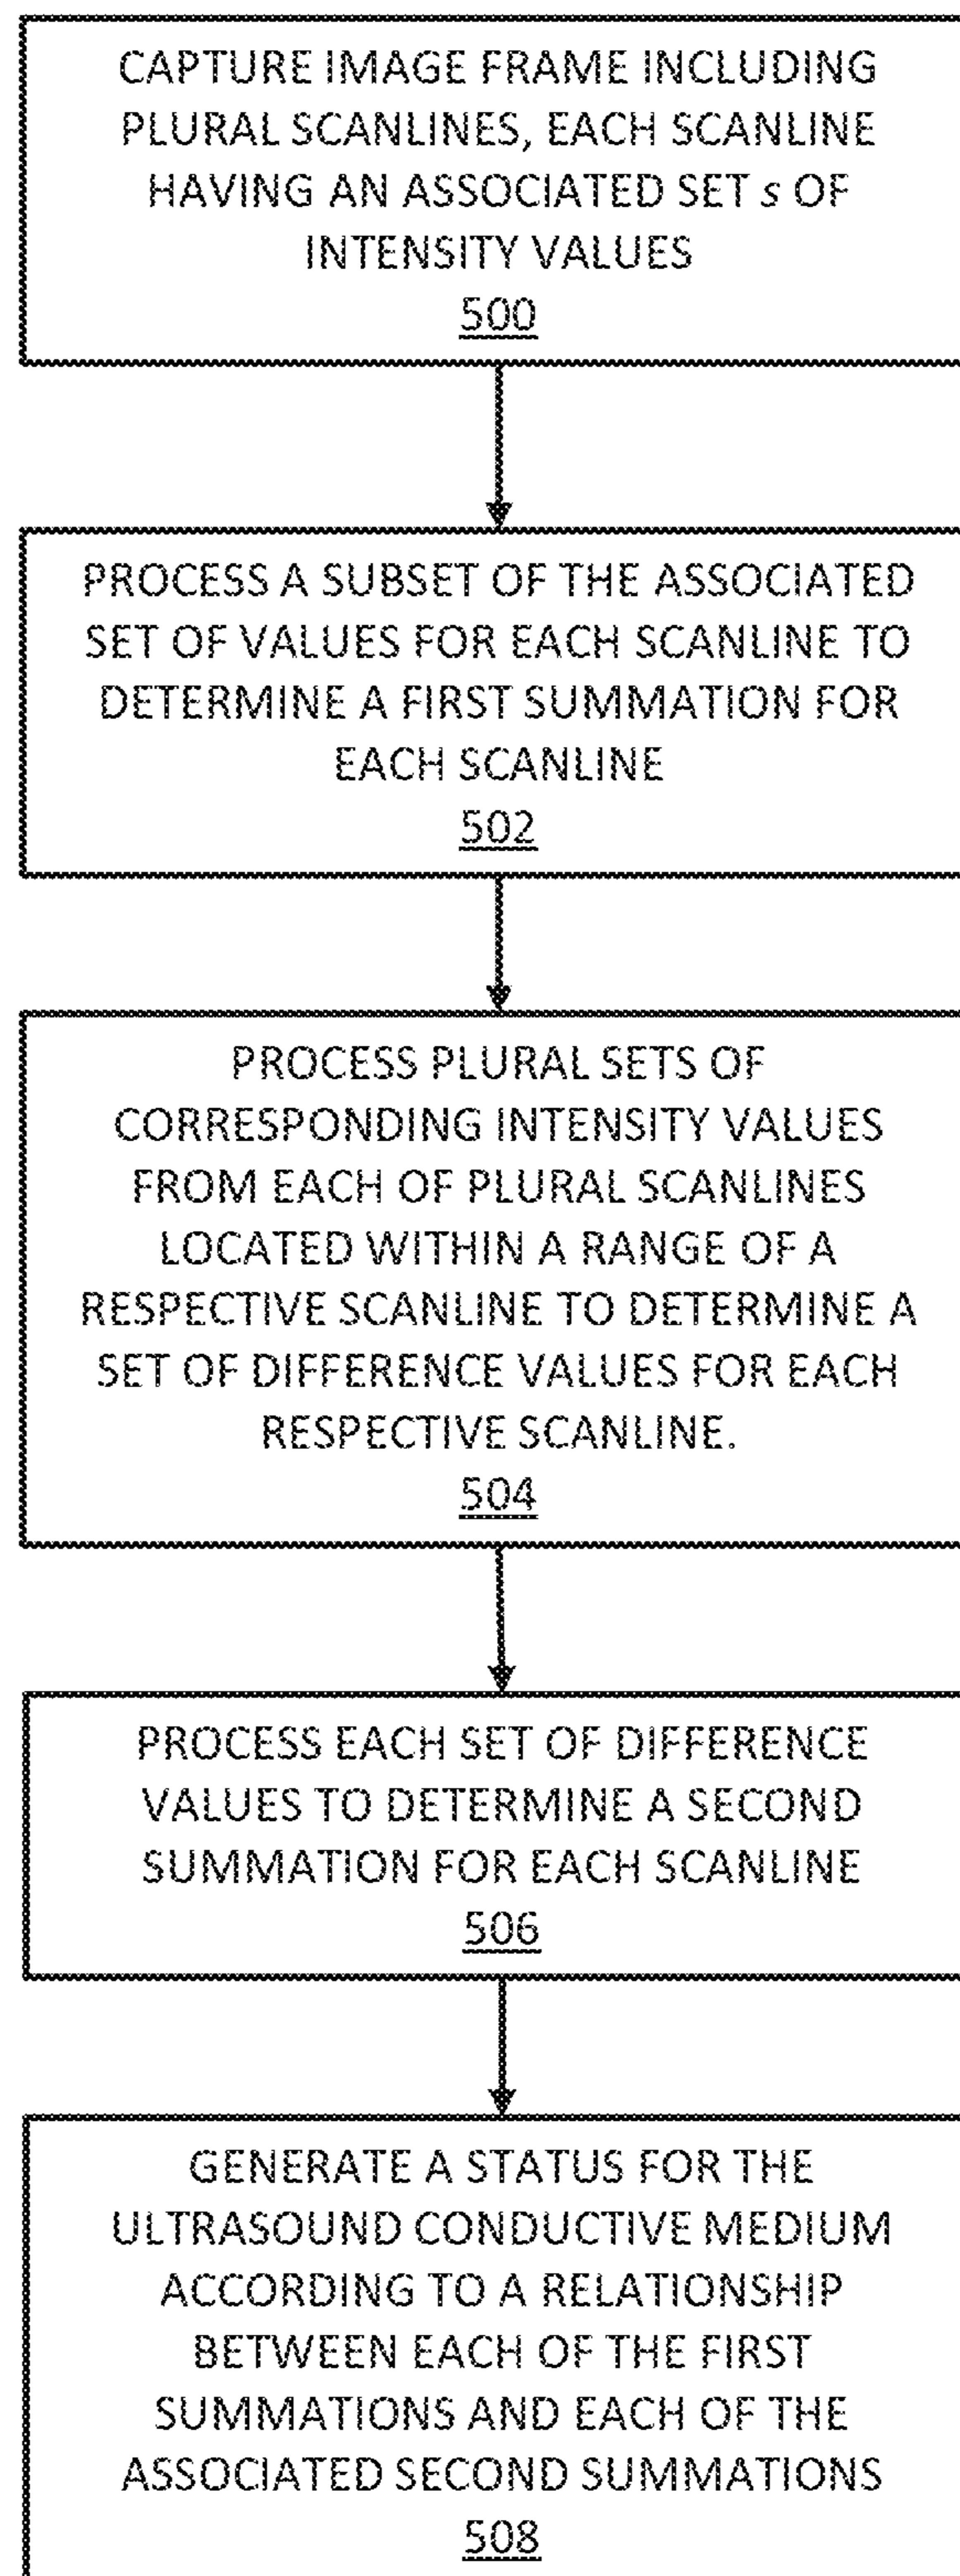 CAPTURE IMAGE FRAME INCLUDING
PLURAL SCANLINES, EACH SCANLINE
HAVING AN ASSOCIATED SET s OF
INTENSITY VALUES
500
PROCESS A SUBSET OF THE ASSOCIATED
SET OF VALUES FOR EACH SCANLINE TO
DETERMINE A FIRST SUMMATION FOR
EACH SCANLINE
502
PROCESS PLURAL SETS OF
CORRESPONDING INTENSITY VALUES
FROM EACH OF PLURAL SCANLINES
LOCATED WITHIN A RANGE OF A
RESPECTIVE SCANLINE TO DETERMINE A
SET OF DIFFERENCE VALUES FOR EACH
RESPECTIVE SCANLINE.
504
PROCESS EACH SET OF DIFFERENCE
VALUES TO DETERMINE A SECOND
SUMMATION FOR EACH SCANLINE
506
GENERATE A STATUS FOR THE
ULTRASOUND CONDUCTIVE MEDIUM
ACCORDING TO A RELATIONSHIP
BETWEEN EACH OF THE FIRST
SUMMATIONS AND EACH OF THE
ASSOCIATED SECOND SUMMATIONS
508